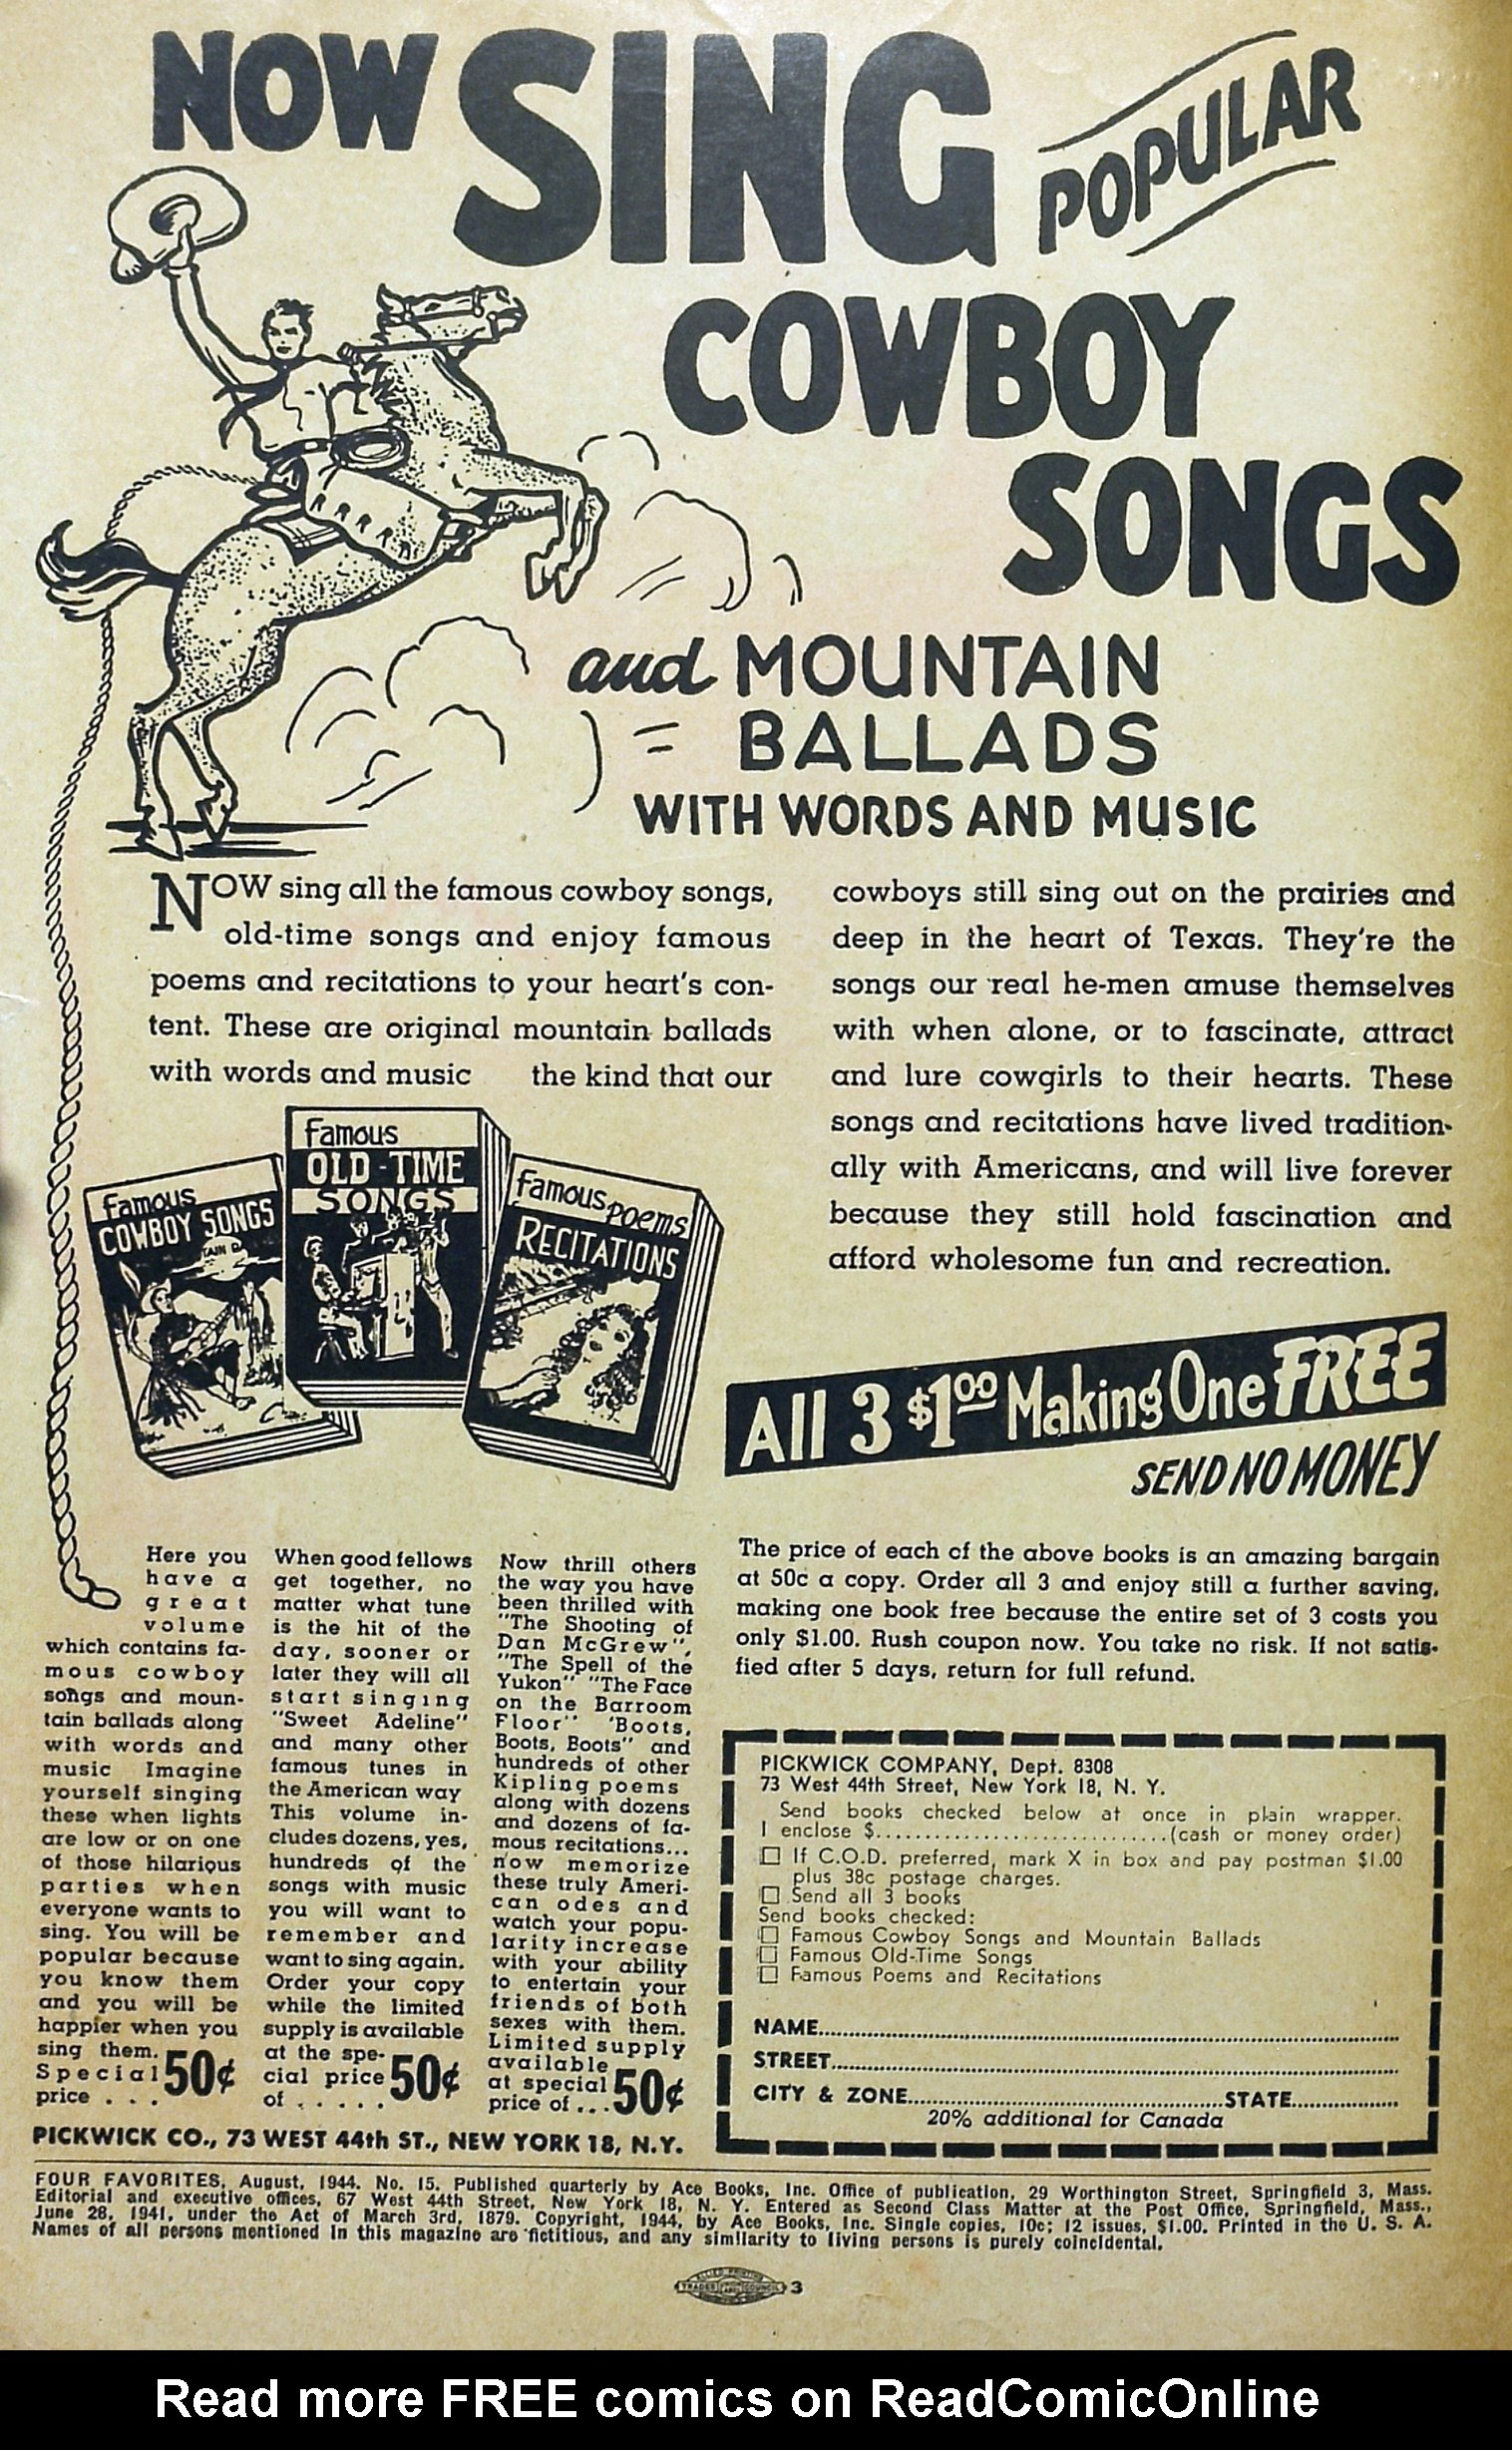 NOW SING POPULAR
COWBOY
SONGS
and MOUNTAIN
BALLADS
WITH WORDS AND MUSIC
NOW sing all the famous cowboy songs,
old-time songs and enjoy famous
poems and recitations to your heart's con-
tent. These are original mountain ballads
with words and music the kind that our
cowboys still sing out on the prairies and
deep in the heart of Texas. They're the
songs our real he-men amuse themselves
with when alone, or to fascinate, attract
and lure cowgirls to their hearts. These
songs and recitations have lived tradition-
ally with Americans, and will live forever
because they still hold fascination and
afford wholesome fun and recreation.
Famous
COWBOY SONGS
Famous
OLD-TIME
SONGS
Famous Poems
RECITATIONS
All 3 $1.00 Making One FREE
SEND NO MONEY
Here you
have a
great
volume
which contains fa-
mous cowboy
songs and moun-
tain ballads along
with words and
music Imagine
yourself singing
these when lights
are low or on one
of those hilarious
parties when
everyone wants to
sing. You will be
popular because
you know them
and you will be
happier when you
sing them.
Special
price . . . 50¢
When good fellows
get together, no
matter what tune
is the hit of the
day, sooner or
later they will all
start singing
"Sweet Adeline"
and many other
famous tunes in
the American way
This volume in-
cludes dozens, yes,
hundreds of the
songs with music
you will want to
remember and
want to sing again.
Order your copy
while the limited
supply is available
at the spe-
cial price
of . . . . . 50¢
Now thrill others
the way you have
been thrilled with
"The Shooting of
Dan McGrew",
"The Spell of the
Yukon" "The Face
on the Barroom
Floor" 'Boots,
Boots, Boots" and
hundreds of other
Kipling poems
along with dozens
and dozens of fa-
mous recitations...
now memorize
these truly Ameri-
can odes and
watch your popu-
larity increase
with your ability
to entertain your
friends of both
sexes with them.
Limited supply
available
at special
price of ... 50¢
PICKWICK CO., 73 WEST 44th ST., NEW YORK 18, N.Y.
The price of each of the above books is an amazing bargain
at 50c a copy. Order all 3 and enjoy still a further saving,
making one book free because the entire set of 3 costs you
only $1.00. Rush coupon now. You take no risk. If not satis-
fied after 5 days, return for full refund.
PICKWICK COMPANY, Dept. 8308
73 West 44th Street, New York 18, N. Y.
Send books checked below at once in plain wrapper.
I enclose $..............................(cash or money order)
☐ If C.O.D. preferred, mark X in box and pay postman $1.00
plus 38c postage charges.
☐ Send all 3 books
Send books checked:
☐ Famous Cowboy Songs and Mountain Ballads
☐ Famous Old-Time Songs
☐ Famous Poems and Recitations
NAME..............................
STREET..............................
CITY & ZONE..............................STATE..................
20% additional for Canada
FOUR FAVORITES, August, 1944. No. 15. Published quarterly by Ace Books, Inc. Office of publication, 29 Worthington Street, Springfield 3, Mass.
Editorial and executive offices, 67 West 44th Street, New York 18, N. Y. Entered as Second Class Matter at the Post Office, Springfield, Mass.,
June 28, 1941, under the Act of March 3rd, 1879. Copyright, 1944, by Ace Books, Inc. Single copies, 10c; 12 issues, $1.00. Printed in the U. S. A.
Names of all persons mentioned in this magazine are fictitious, and any similarity to living persons is purely coincidental.
ALLIED PRINTING
TRADES COUNCIL 3
Read more FREE comics on ReadComicOnline